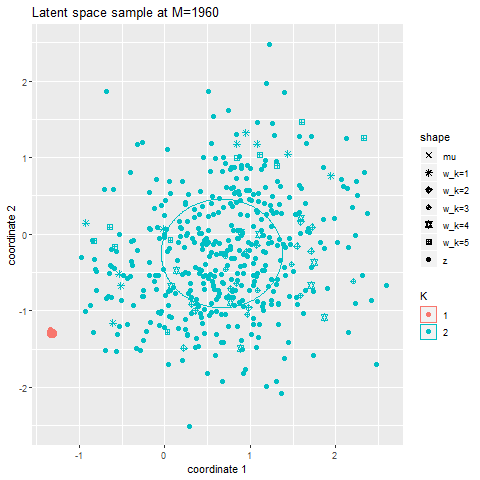 Latent space sample at M=1960
coordinate 2
2
1
0
-1
-2
-1
0
1
2
coordinate 1
shape
mu
w_k=1
w_k=2
w_k=3
w_k=4
w_k=5
z
K
1
2